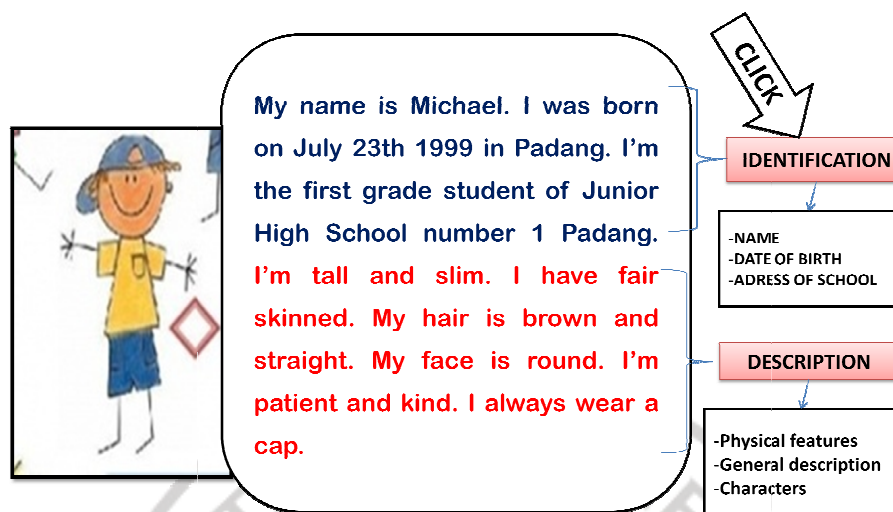 CLICK
My name is Michael. I was born
on July 23th 1999 in Padang. I'm
the first grade student of Junior
High School number 1 Padang.
I'm tall and slim. I have fair
skinned. My hair is brown and
straight. My face is round. I'm
patient and kind. I always wear a
cap.
IDENTIFICATION
-NAME
-DATE OF BIRTH
-ADRESS OF SCHOOL
DESCRIPTION
-Physical features
-General description
-Characters